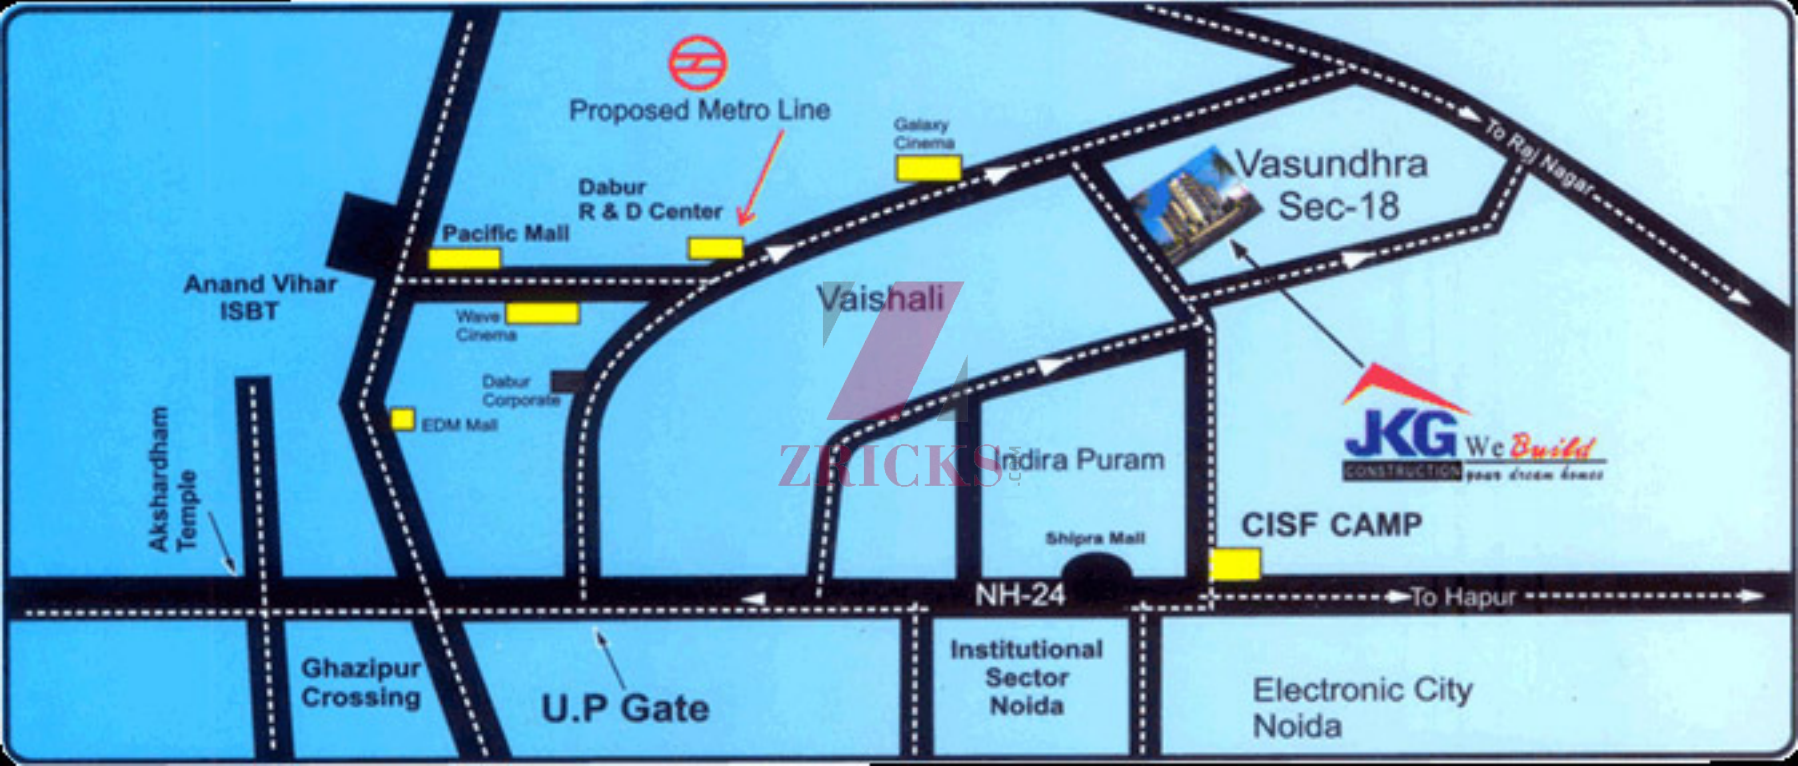 Proposed Metro Line
Galaxy
Cinema
To Raj Nagar
Dabur
R & D Center
Vasundhra
Sec-18
Pacific Mall
Anand Vihar
ISBT
Wave
Cinema
Vaishali
Dabur
Corporate
EDM Mall
Akshardham
Temple
ZRICKS
.COM
Indira Puram
JKG
CONSTRUCTION
We Build
your dream homes
CISF CAMP
Shipra Mall
NH-24
To Hapur
Ghazipur
Crossing
U.P Gate
Institutional
Sector
Noida
Electronic City
Noida